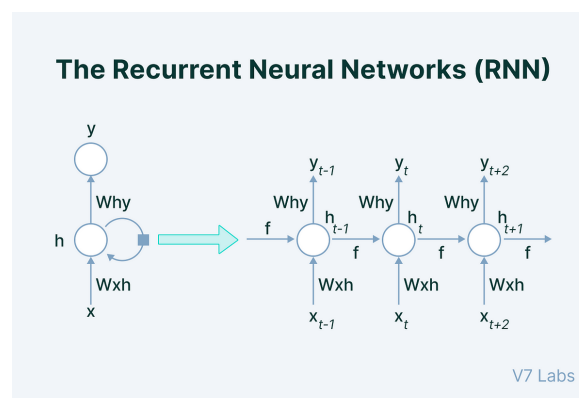 The Recurrent Neural Networks (RNN)
y
Why
h
Wxh
x
y t-1 y t y t+2
Why Why Why
h t-1 h t h t+1
f f f f
Wxh Wxh Wxh
x t-1 x t x t+2
V7 Labs